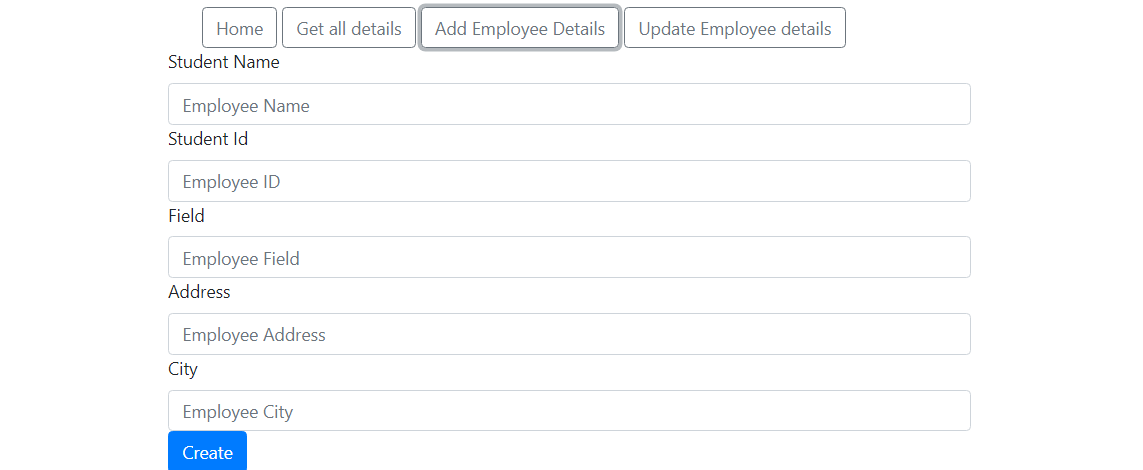 Home Get all details Add Employee Details Update Employee details
Student Name
Employee Name
Student Id
Employee ID
Field
Employee Field
Address
Employee Address
City
Employee City
Create